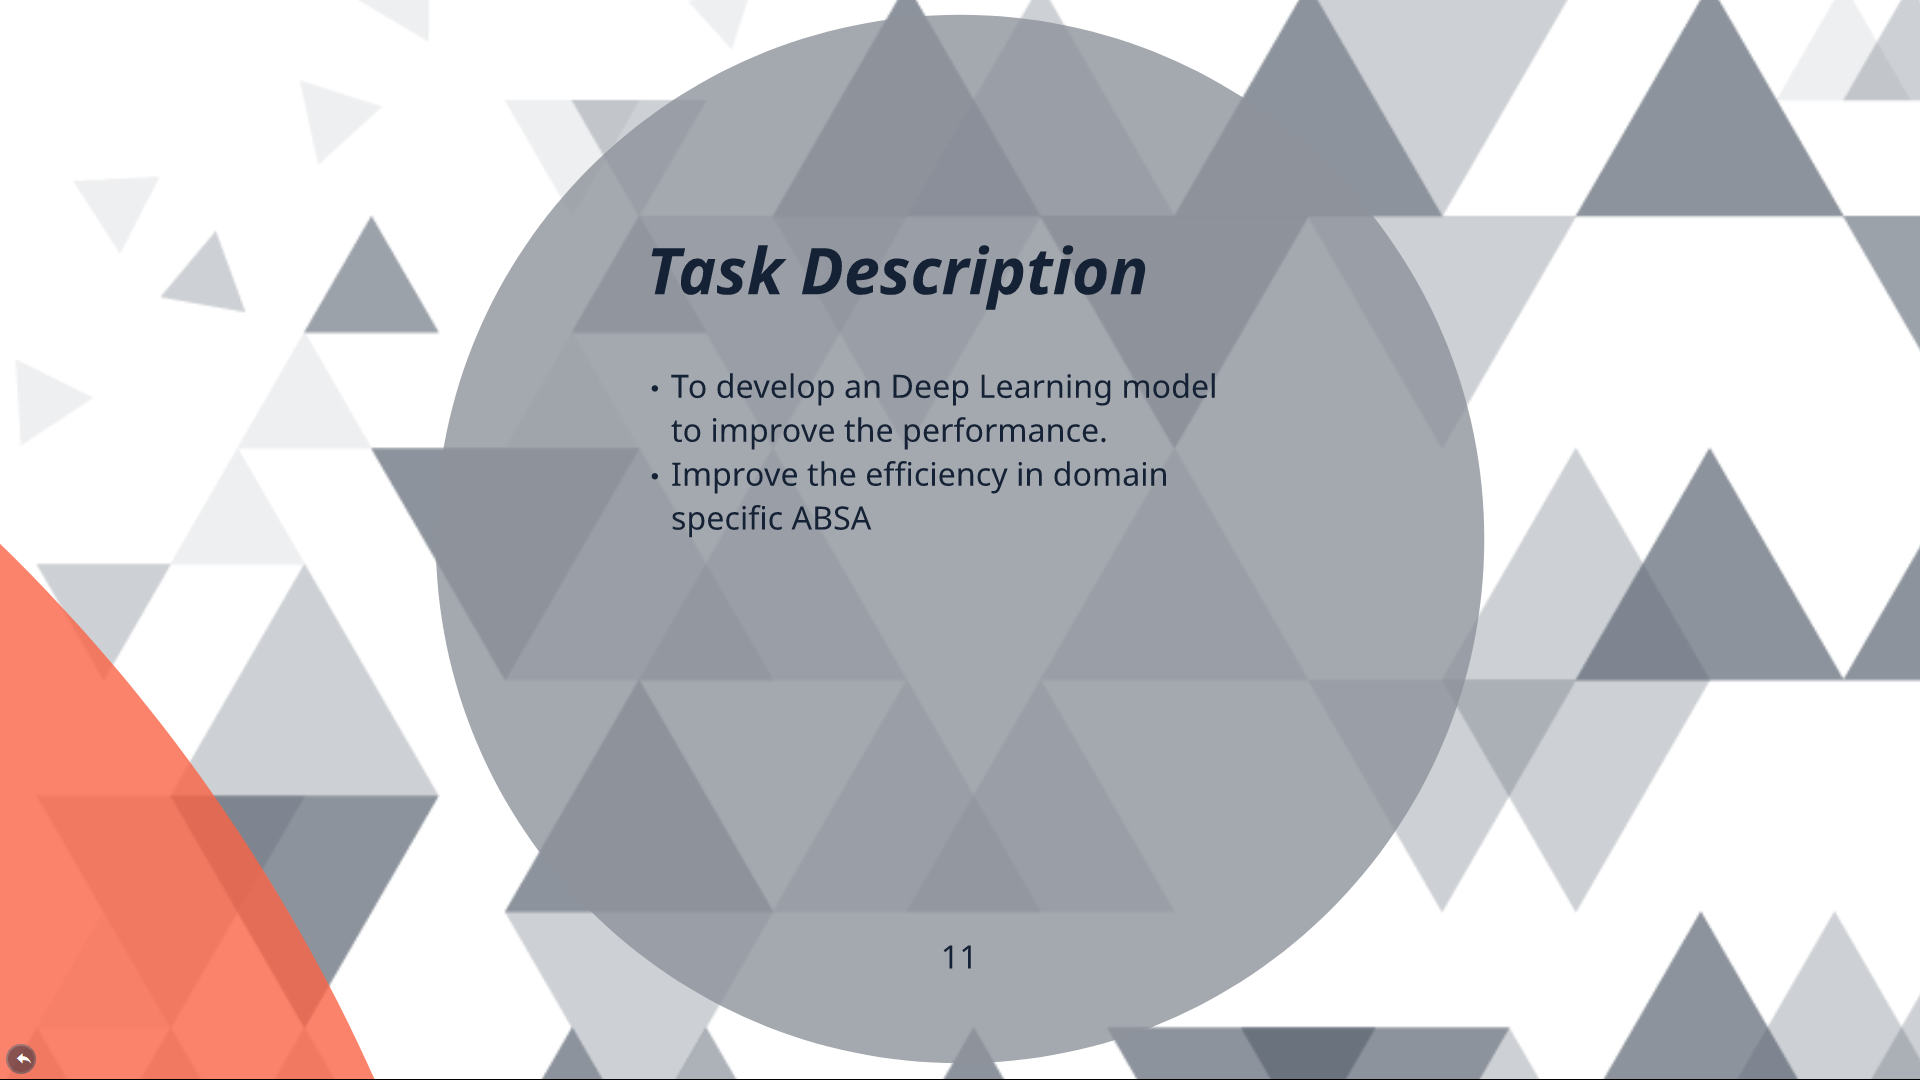 Task Description
• To develop an Deep Learning model
to improve the performance.
• Improve the efficiency in domain
specific ABSA
11